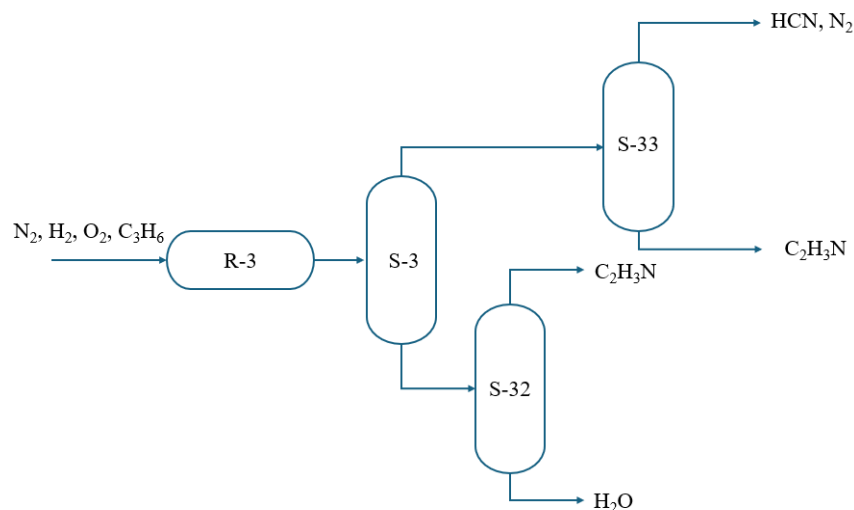 HCN, N₂
S-33
N₂, H₂, O₂, C₃H₆
R-3
S-3
C₂H₃N
C₂H₃N
S-32
H₂O